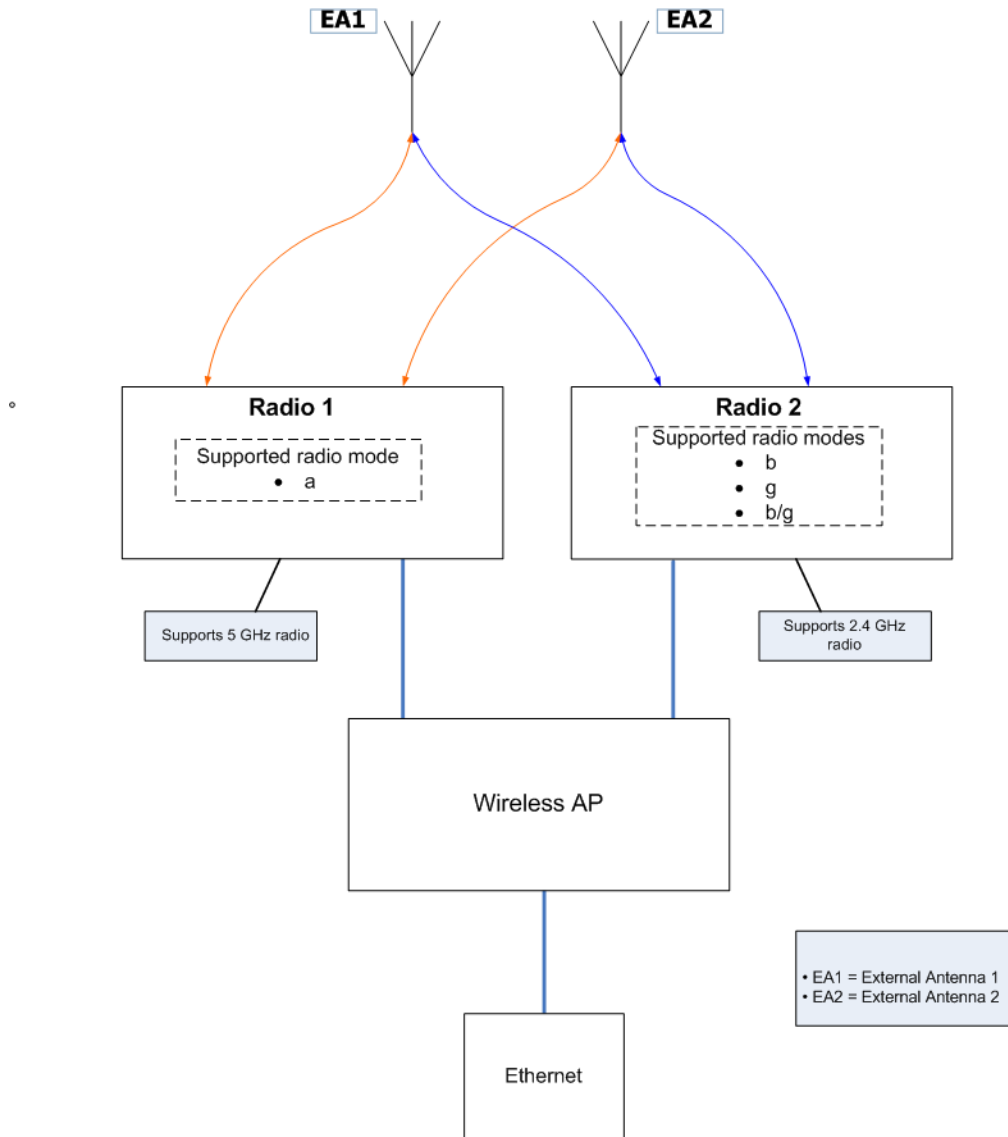 EA1
EA2
Radio 1
Supported radio mode
• a
Radio 2
Supported radio modes
• b
• g
• b/g
Supports 5 GHz radio
Supports 2.4 GHz
radio
Wireless AP
• EA1 = External Antenna 1
• EA2 = External Antenna 2
Ethernet